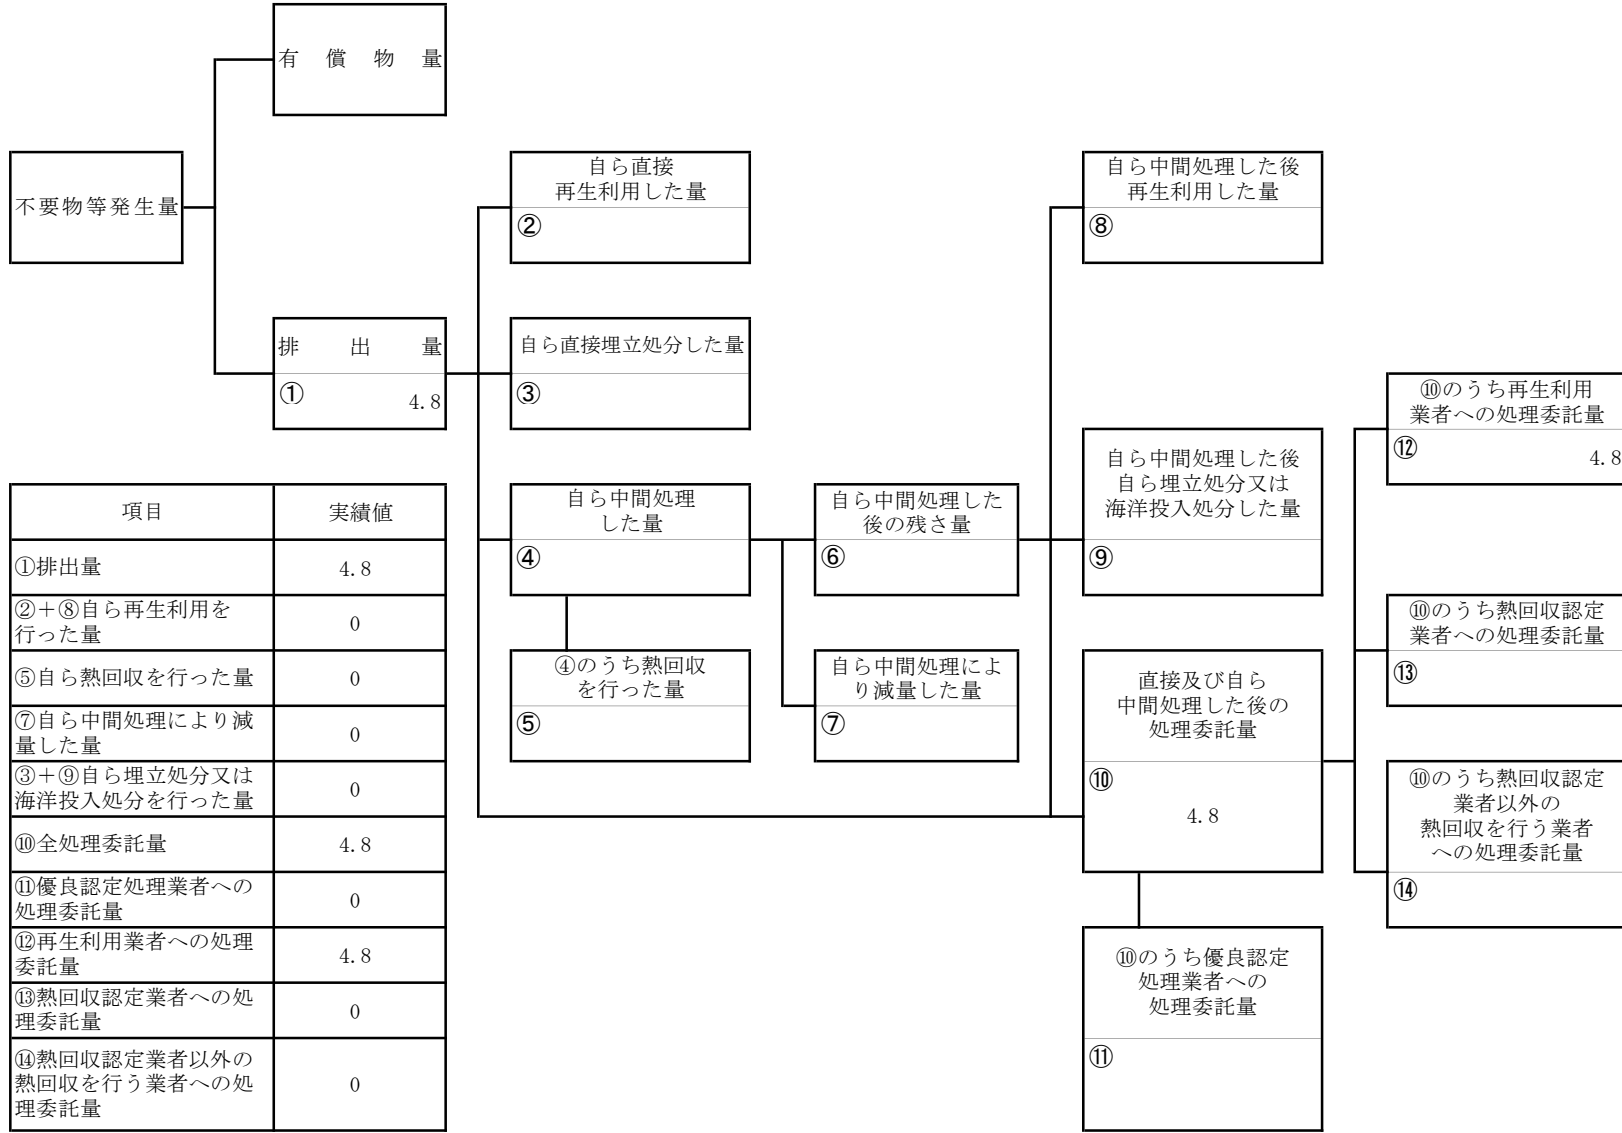 有償物量
不要物等発生量
排出量
①
4.8
自ら直接
再生利用した量
②
自ら直接埋立処分した量
③
自ら中間処理
した量
④
④のうち熱回収
を行った量
⑤
自ら中間処理した
後の残さ量
⑥
自ら中間処理によ
り減量した量
⑦
自ら中間処理した後
再生利用した量
⑧
自ら中間処理した後
自ら埋立処分又は
海洋投入処分した量
⑨
直接及び自ら
中間処理した後の
処理委託量
⑩
4.8
⑩のうち優良認定
処理業者への
処理委託量
⑪
⑩のうち再生利用
業者への処理委託量
⑫
4.8
⑩のうち熱回収認定
業者への処理委託量
⑬
⑩のうち熱回収認定
業者以外の
熱回収を行う業者
への処理委託量
⑭
項目 実績値
①排出量 4.8
②+⑧自ら再生利用を
行った量 0
⑤自ら熱回収を行った量 0
⑦自ら中間処理により減
量した量 0
③+⑨自ら埋立処分又は
海洋投入処分を行った量 0
⑩全処理委託量 4.8
⑪優良認定処理業者への
処理委託量 0
⑫再生利用業者への処理
委託量 4.8
⑬熱回収認定業者への処
理委託量 0
⑭熱回収認定業者以外の
熱回収を行う業者への処
理委託量 0